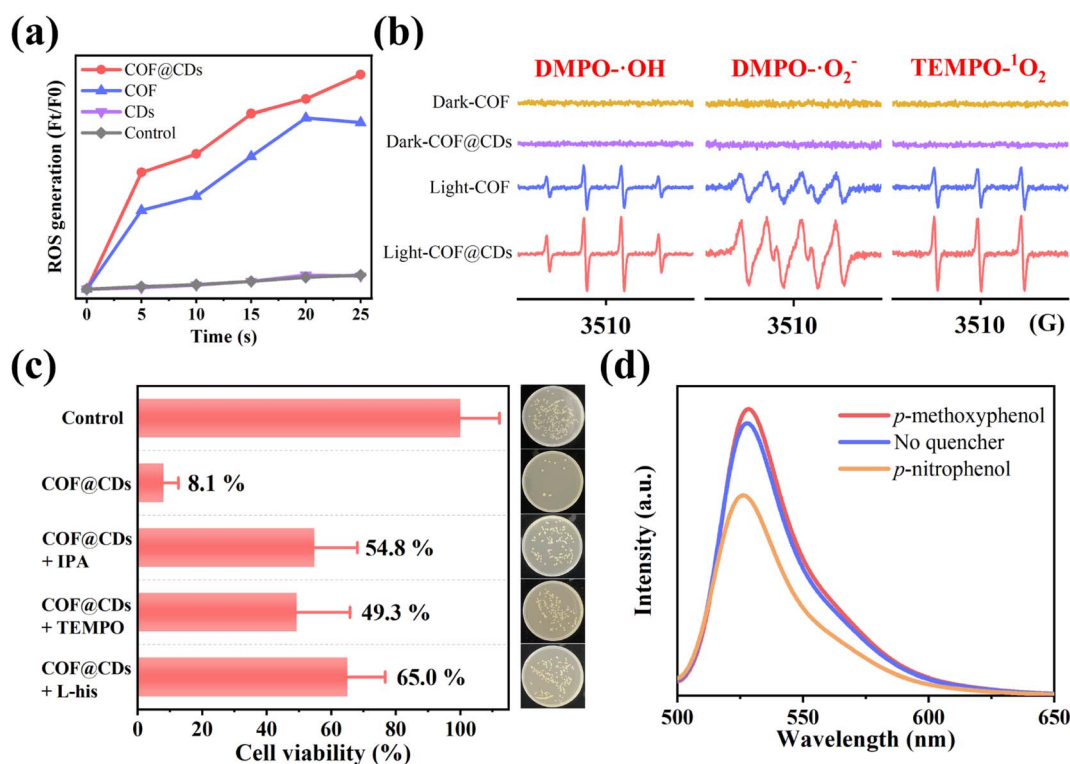 (a)
COF@CDs
COF
CDs
Control
ROS generation (Ft/F0)
0 5 10 15 20 25
Time (s)
(b)
DMPO-·OH DMPO-·O₂⁻ TEMPO-¹O₂
Dark-COF
Dark-COF@CDs
Light-COF
Light-COF@CDs
3510 3510 3510 (G)
(c)
Control
COF@CDs
8.1 %
COF@CDs
+ IPA
54.8 %
COF@CDs
+ TEMPO
49.3 %
COF@CDs
+ L-his
65.0 %
0 20 40 60 80 100
Cell viability (%)
(d)
p-methoxyphenol
No quencher
p-nitrophenol
Intensity (a.u.)
500 550 600 650
Wavelength (nm)